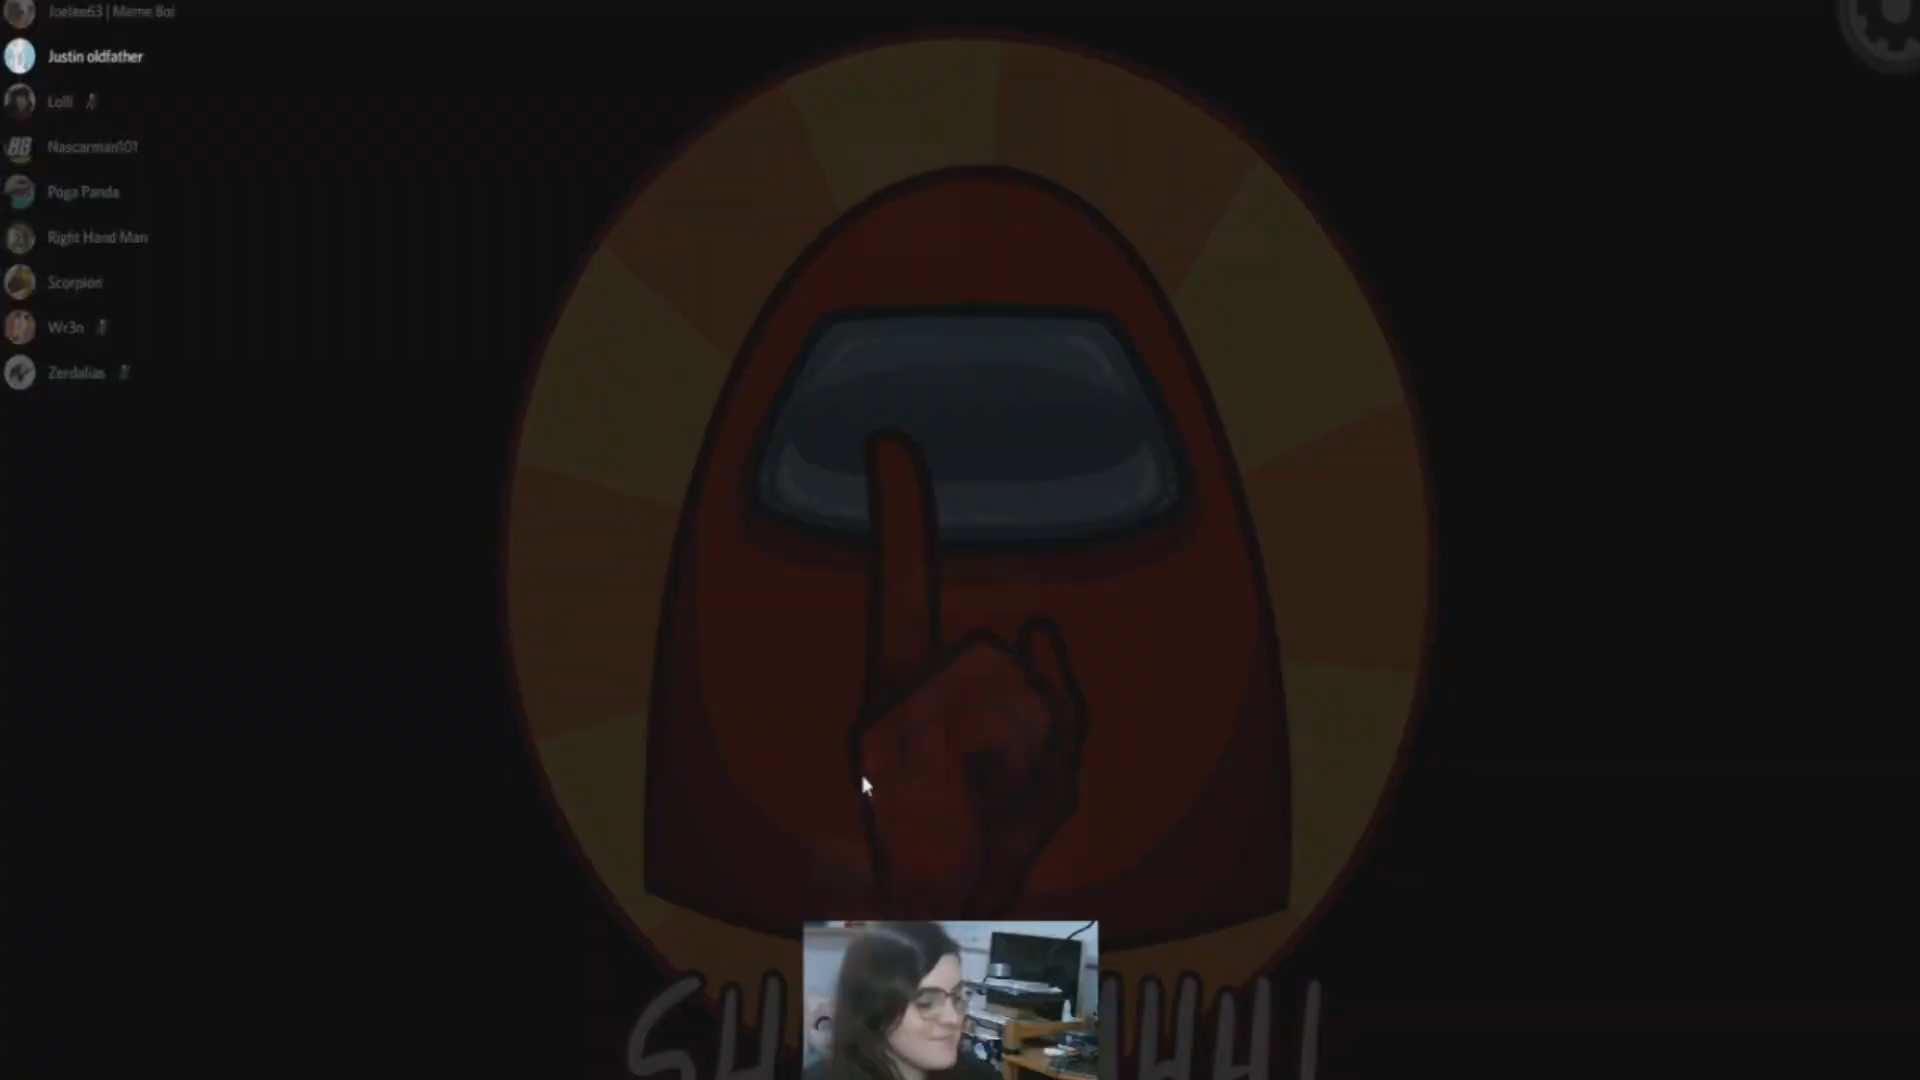 Joelee63 | Meme Boi
Justin oldfather
Lolli
Nascarman101
Poga Panda
Right Hand Man
Scorpion
Wr3n
Zerdalias